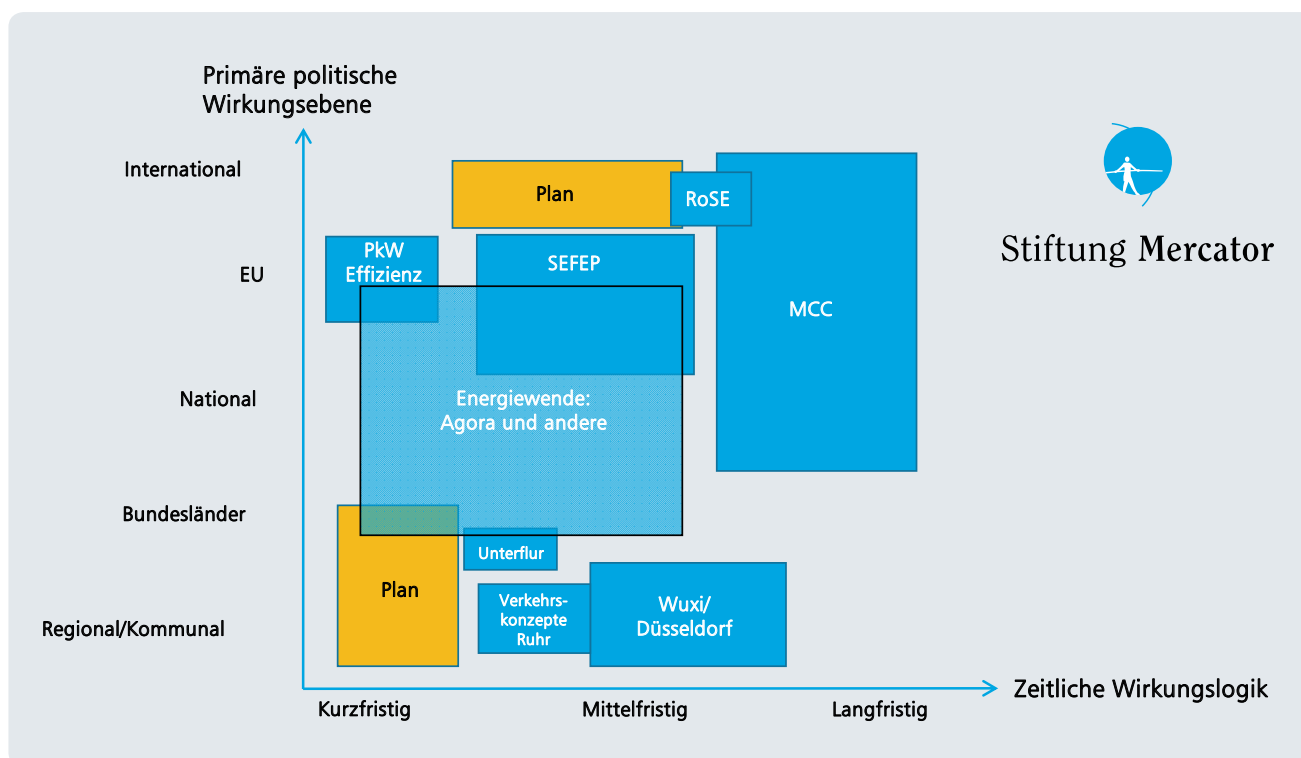 Primäre politische
Wirkungsebene
International
Plan
RoSE
Stiftung Mercator
PkW
Effizienz
SEFEP
EU
MCC
National
Energiewende:
Agora und andere
Bundesländer
Unterflur
Plan
Verkehrs-
konzepte
Ruhr
Wuxi/
Düsseldorf
Regional/Kommunal
Zeitliche Wirkungslogik
Kurzfristig
Mittelfristig
Langfristig